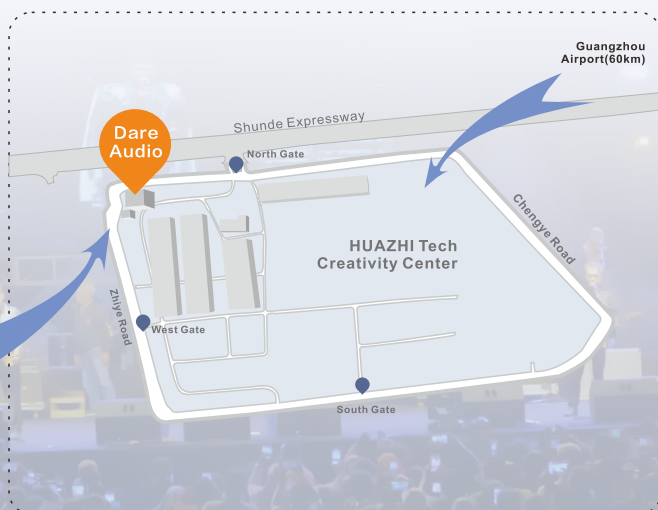 Guangzhou
Airport(60km)
Shunde Expressway
Dare
Audio
North Gate
Chengye Road
HUAZHI Tech
Creativity Center
Zhiye Road
West Gate
South Gate